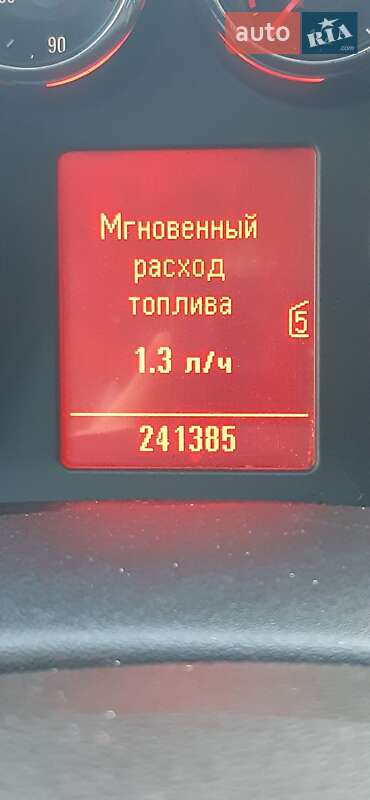 90
auto RIA.com
Мгновенный
расход
топлива
5
1.3 л/ч
241385